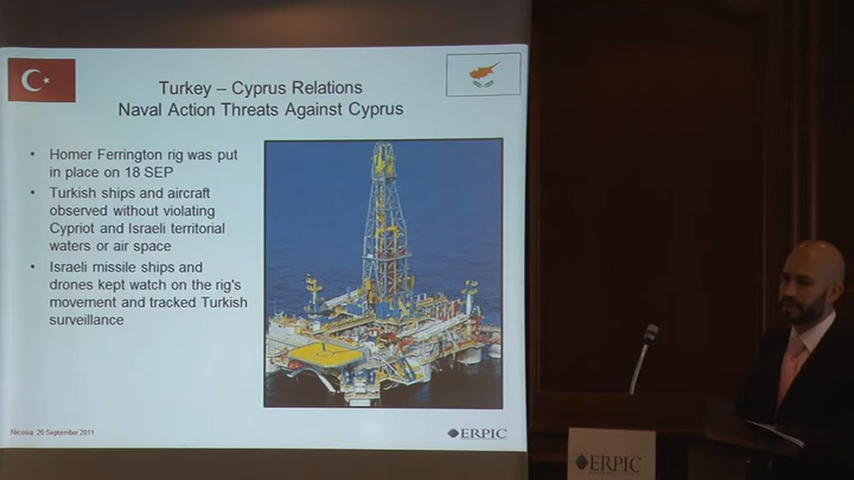 Turkey – Cyprus Relations
Naval Action Threats Against Cyprus
• Homer Ferrington rig was put
in place on 18 SEP
• Turkish ships and aircraft
observed without violating
Cypriot and Israeli territorial
waters or air space
• Israeli missile ships and
drones kept watch on the rig's
movement and tracked Turkish
surveillance
Nicosia, 20 September 2011
ERPIC
ERPIC